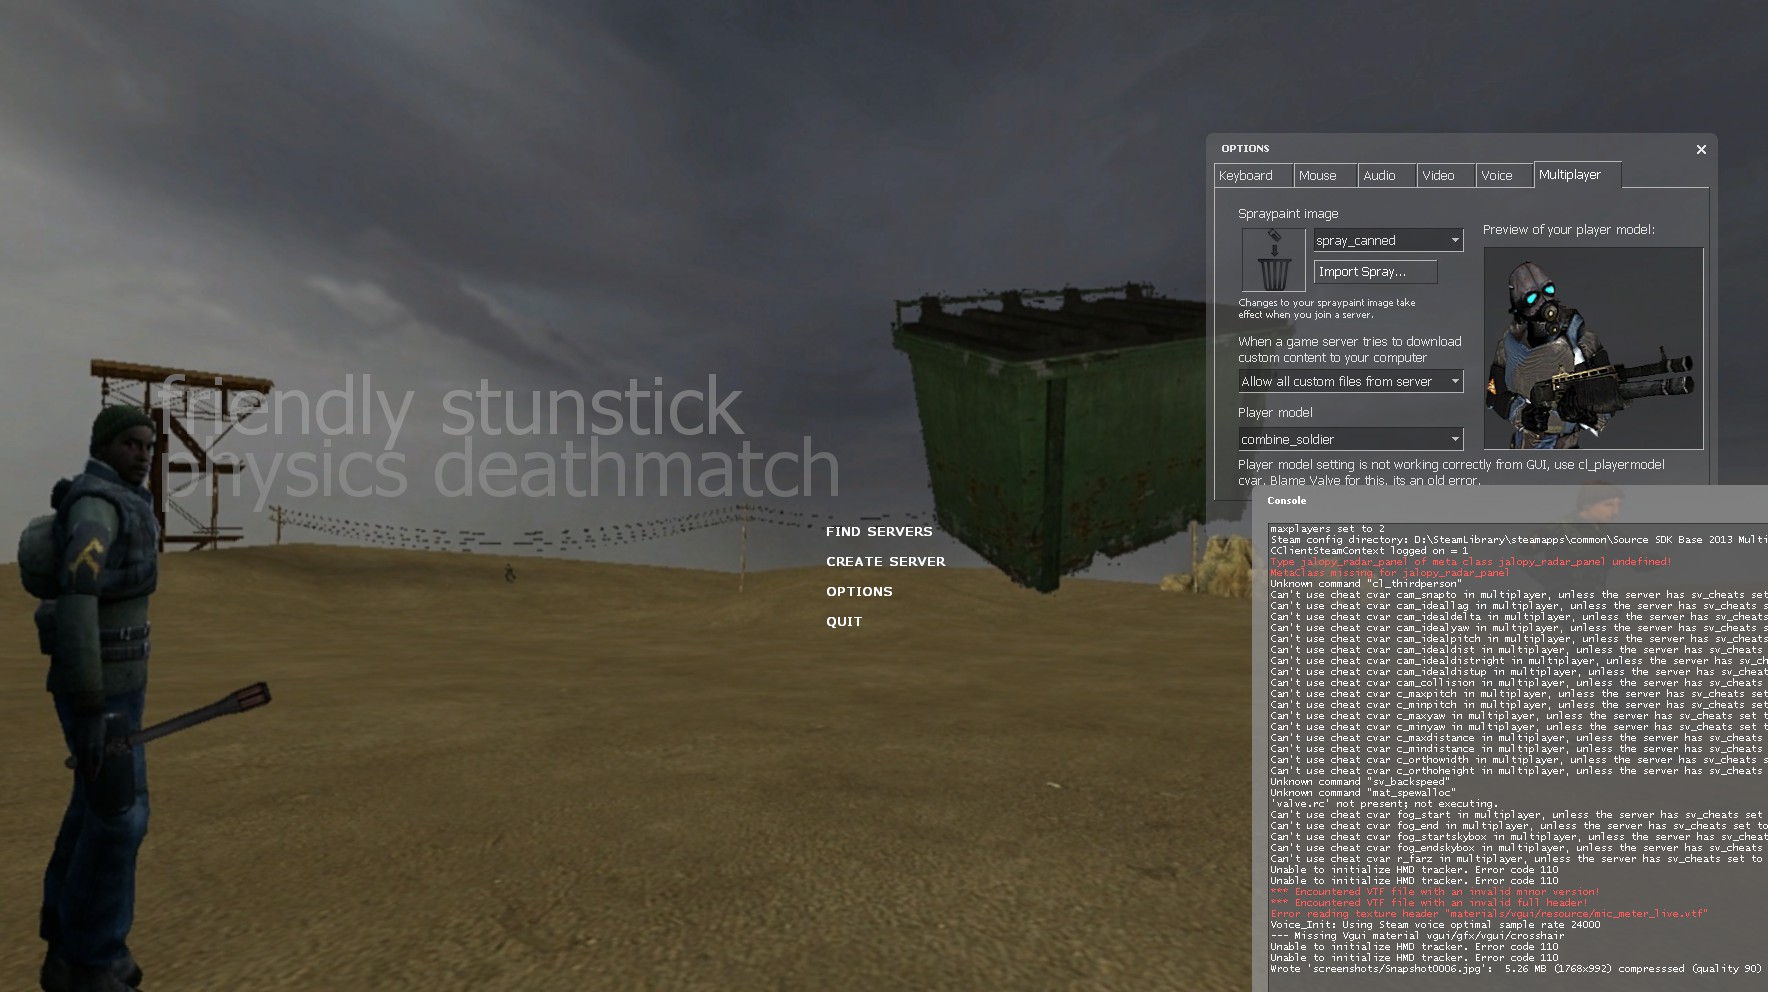 friendly stunstick
physics deathmatch
FIND SERVERS
CREATE SERVER
OPTIONS
QUIT
OPTIONS
Keyboard
Mouse
Audio
Video
Voice
Multiplayer
Spraypaint image
spray_canned
Import Spray...
Changes to your spraypaint image take
effect when you join a server.
When a game server tries to download
custom content to your computer
Allow all custom files from server
Player model
combine_soldier
Preview of your player model:
Player model setting is not working correctly from GUI, use cl_playermodel
cvar. Blame Valve for this, its an old error.
Console
maxplayers set to 2
Steam config directory: D:\SteamLibrary\steamapps\common\Source SDK Base 2013 Multi
CClientSteamContext logged on = 1
Type jalopy_radar_panel of meta class jalopy_radar_panel undefined!
MetaClass missing for jalopy_radar_panel
Unknown command "cl_thirdperson"
Can't use cheat cvar cam_snapto in multiplayer, unless the server has sv_cheats set
Can't use cheat cvar cam_ideallag in multiplayer, unless the server has sv_cheats s
Can't use cheat cvar cam_idealdelta in multiplayer, unless the server has sv_cheats
Can't use cheat cvar cam_idealyaw in multiplayer, unless the server has sv_cheats s
Can't use cheat cvar cam_idealpitch in multiplayer, unless the server has sv_cheats
Can't use cheat cvar cam_idealdist in multiplayer, unless the server has sv_cheats
Can't use cheat cvar cam_idealdistright in multiplayer, unless the server has sv_ch
Can't use cheat cvar cam_idealdistup in multiplayer, unless the server has sv_cheat
Can't use cheat cvar cam_collision in multiplayer, unless the server has sv_cheats
Can't use cheat cvar c_maxpitch in multiplayer, unless the server has sv_cheats set
Can't use cheat cvar c_minpitch in multiplayer, unless the server has sv_cheats set
Can't use cheat cvar c_maxyaw in multiplayer, unless the server has sv_cheats set t
Can't use cheat cvar c_minyaw in multiplayer, unless the server has sv_cheats set t
Can't use cheat cvar c_maxdistance in multiplayer, unless the server has sv_cheats
Can't use cheat cvar c_mindistance in multiplayer, unless the server has sv_cheats
Can't use cheat cvar c_orthowidth in multiplayer, unless the server has sv_cheats s
Can't use cheat cvar c_orthoheight in multiplayer, unless the server has sv_cheats
Unknown command "sv_backspeed"
Unknown command "mat_spewalloc"
'valve.rc' not present; not executing.
Can't use cheat cvar fog_start in multiplayer, unless the server has sv_cheats set
Can't use cheat cvar fog_end in multiplayer, unless the server has sv_cheats set to
Can't use cheat cvar fog_startskybox in multiplayer, unless the server has sv_cheat
Can't use cheat cvar fog_endskybox in multiplayer, unless the server has sv_cheats
Can't use cheat cvar r_farz in multiplayer, unless the server has sv_cheats set to
Unable to initialize HMD tracker. Error code 110
Unable to initialize HMD tracker. Error code 110
*** Encountered VTF file with an invalid minor version!
*** Encountered VTF file with an invalid full header!
Error reading texture header "materials/vgui/resource/mic_meter_live.vtf"
Voice_Init: Using Steam voice optimal sample rate 24000
--- Missing Vgui material vgui/gfx/vgui/crosshair
Unable to initialize HMD tracker. Error code 110
Unable to initialize HMD tracker. Error code 110
Wrote 'screenshots/Snapshot0006.jpg': 5.26 MB (1768x992) compresssed (quality 90)